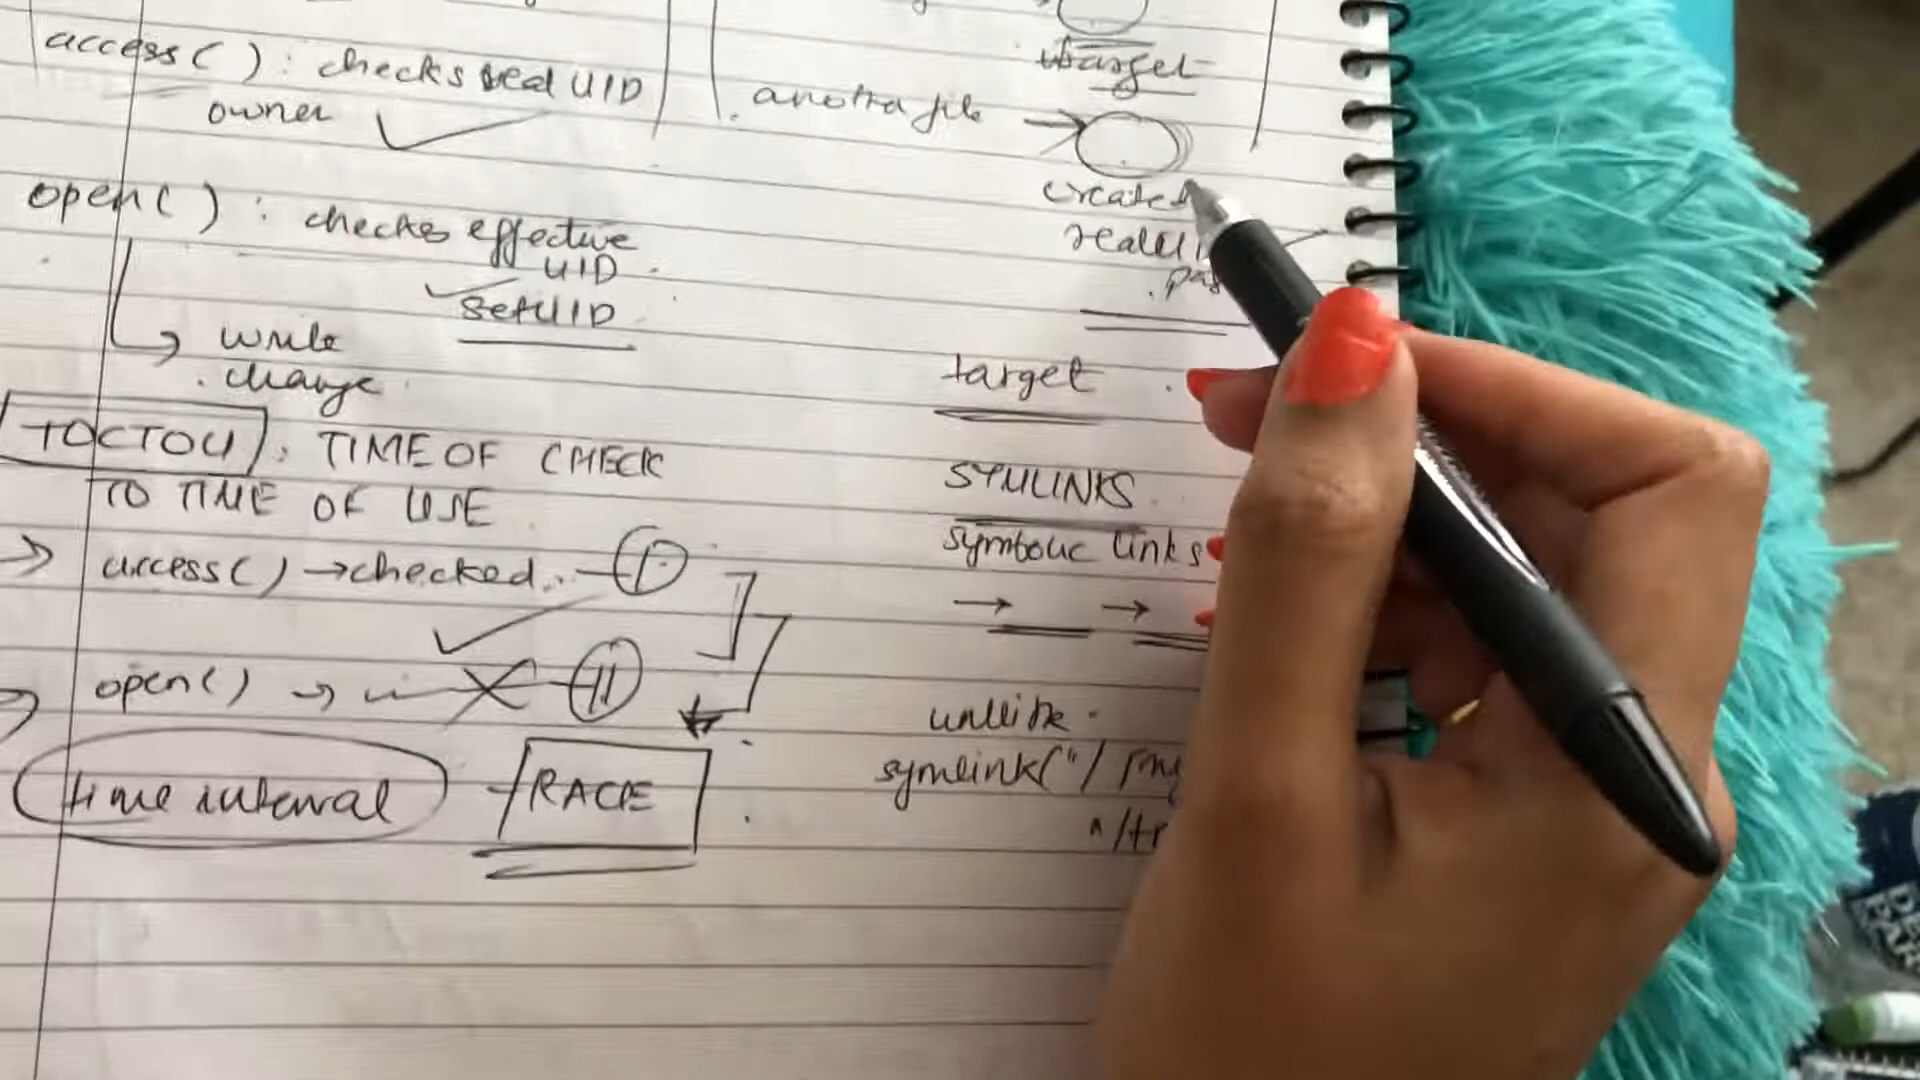 access( ) : checks real UID
owner
open( ) : checks effective
UID
setUID
write
change
TOCTOU : TIME OF CHECK
TO TIME OF USE
access( ) → checked
I
open( ) →
II
time interval
RACE
target
another file →
created
real
target
SYMLINKS
symbolic links
→ →
unlink
symlink("/
"/